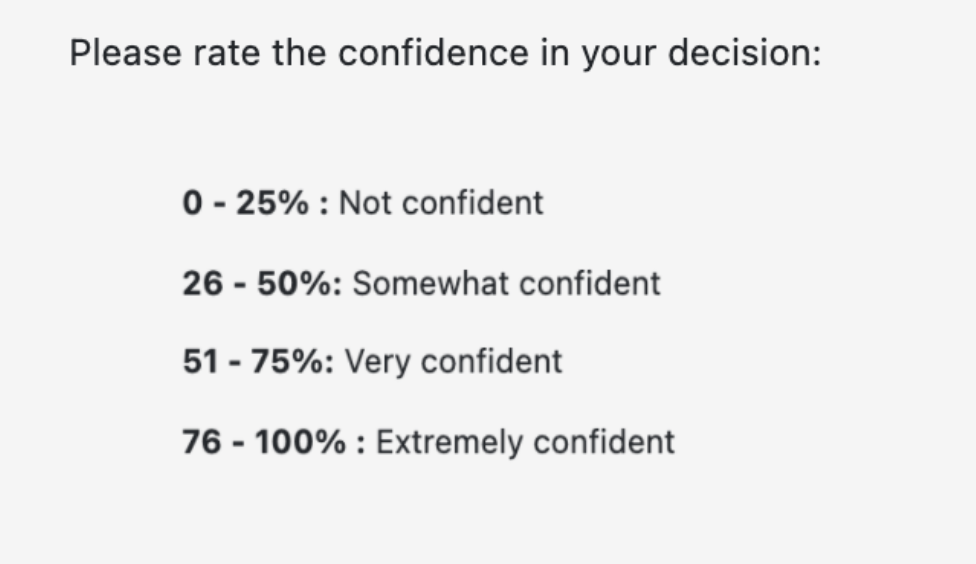 Please rate the confidence in your decision:
0 - 25% : Not confident
26 - 50%: Somewhat confident
51 - 75%: Very confident
76 - 100% : Extremely confident